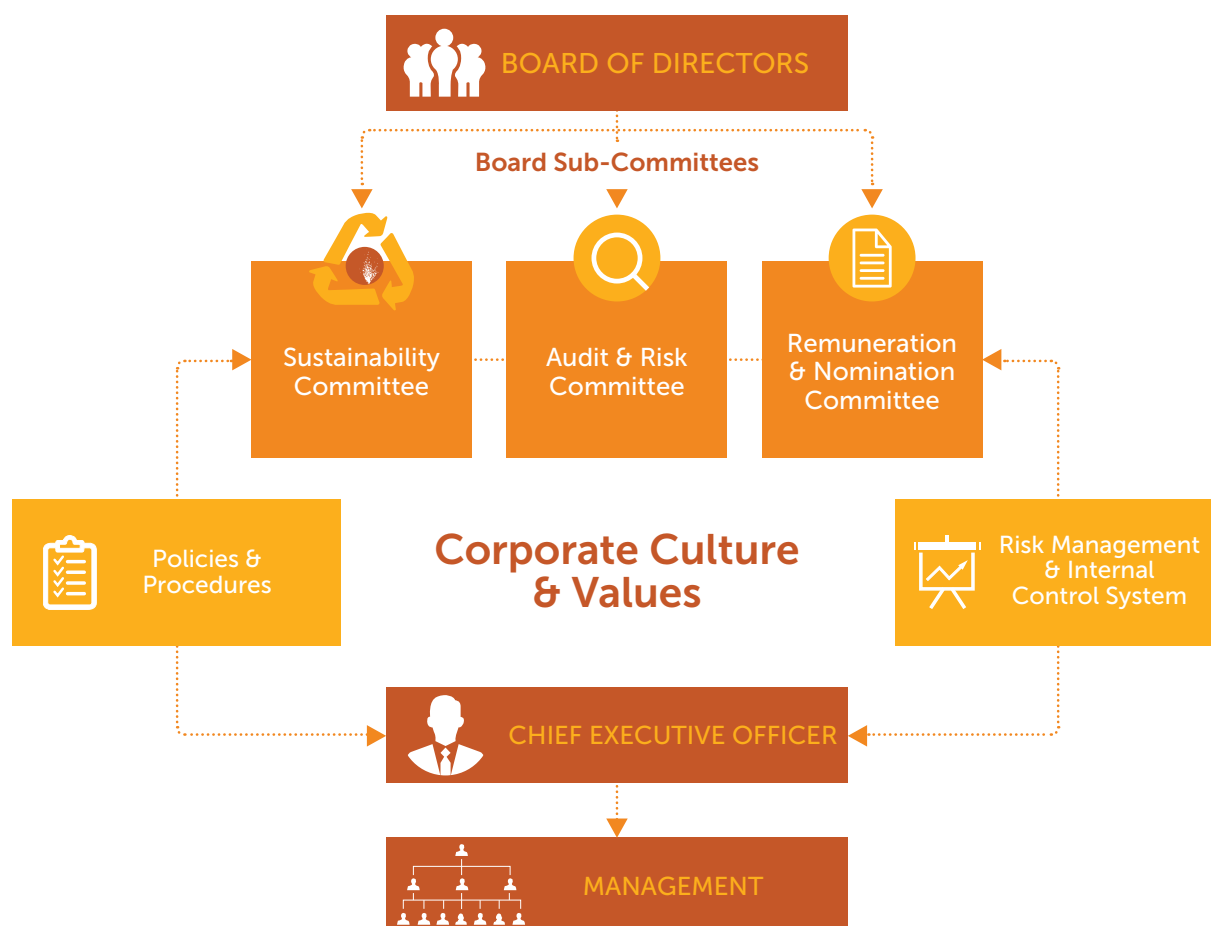 BOARD OF DIRECTORS
Board Sub-Committees
Sustainability
Committee
Audit & Risk
Committee
Remuneration
& Nomination
Committee
Policies &
Procedures
Corporate Culture
& Values
Risk Management
& Internal
Control System
CHIEF EXECUTIVE OFFICER
MANAGEMENT